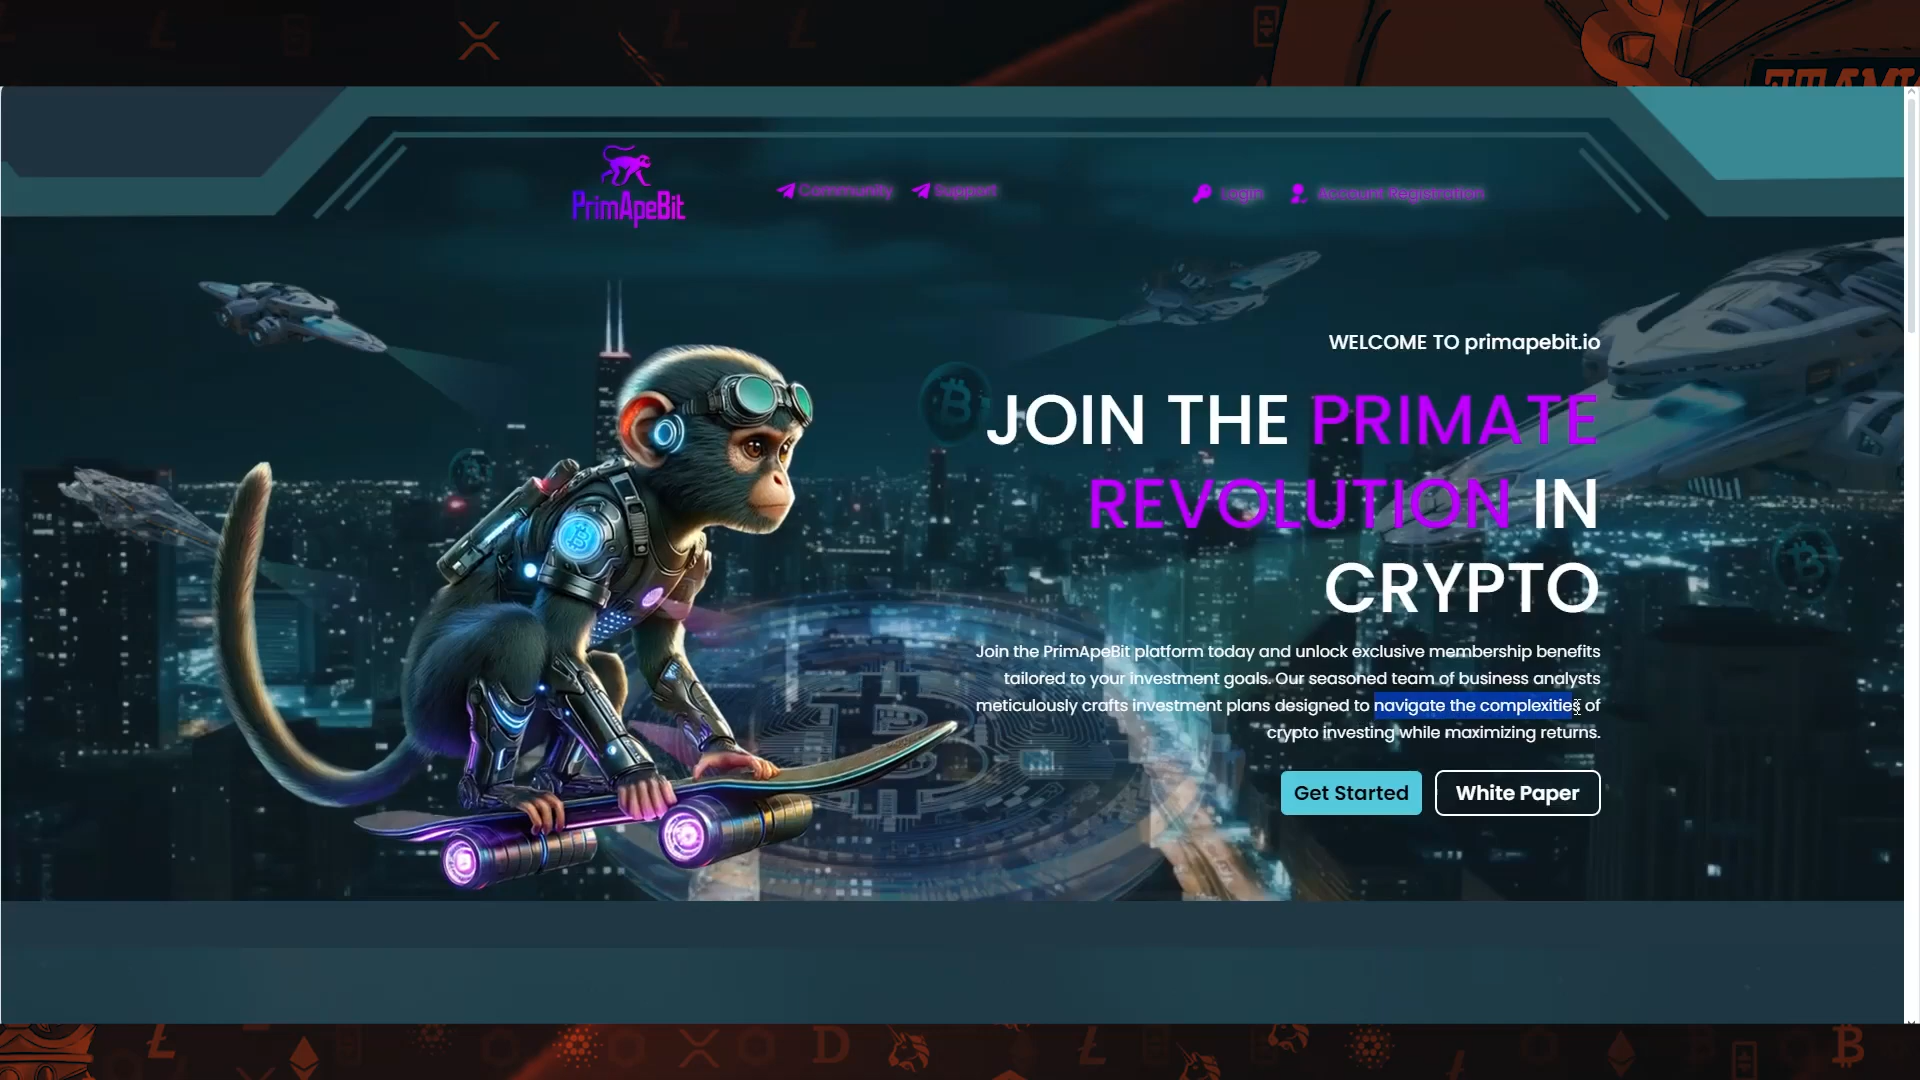 PrimApeBit
Community Support
Login Account Registration
WELCOME TO primapebit.io
JOIN THE PRIMATE
REVOLUTION IN
CRYPTO
Join the PrimApeBit platform today and unlock exclusive membership benefits
tailored to your investment goals. Our seasoned team of business analysts
meticulously crafts investment plans designed to navigate the complexities of
crypto investing while maximizing returns.
Get Started White Paper